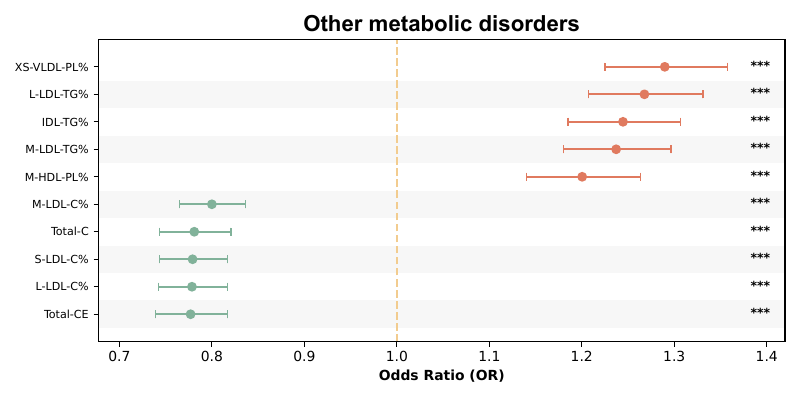 Other metabolic disorders
XS-VLDL-PL% ***
L-LDL-TG% ***
IDL-TG% ***
M-LDL-TG% ***
M-HDL-PL% ***
M-LDL-C% ***
Total-C ***
S-LDL-C% ***
L-LDL-C% ***
Total-CE ***
0.7 0.8 0.9 1.0 1.1 1.2 1.3 1.4
Odds Ratio (OR)